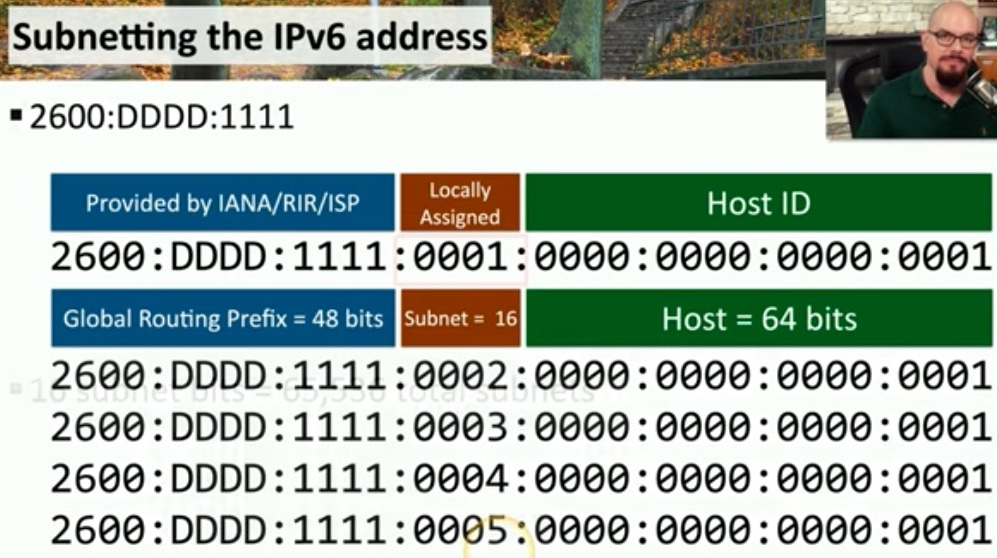 Subnetting the IPv6 address
▪ 2600:DDDD:1111
Provided by IANA/RIR/ISP
Locally
Assigned
Host ID
2600:DDDD:1111:0001:0000:0000:0000:0001
Global Routing Prefix = 48 bits
Subnet = 16
Host = 64 bits
2600:DDDD:1111:0002:0000:0000:0000:0001
▪ 16 subnet bits = 65,536 total subnets
2600:DDDD:1111:0003:0000:0000:0000:0001
2600:DDDD:1111:0004:0000:0000:0000:0001
2600:DDDD:1111:0005:0000:0000:0000:0001